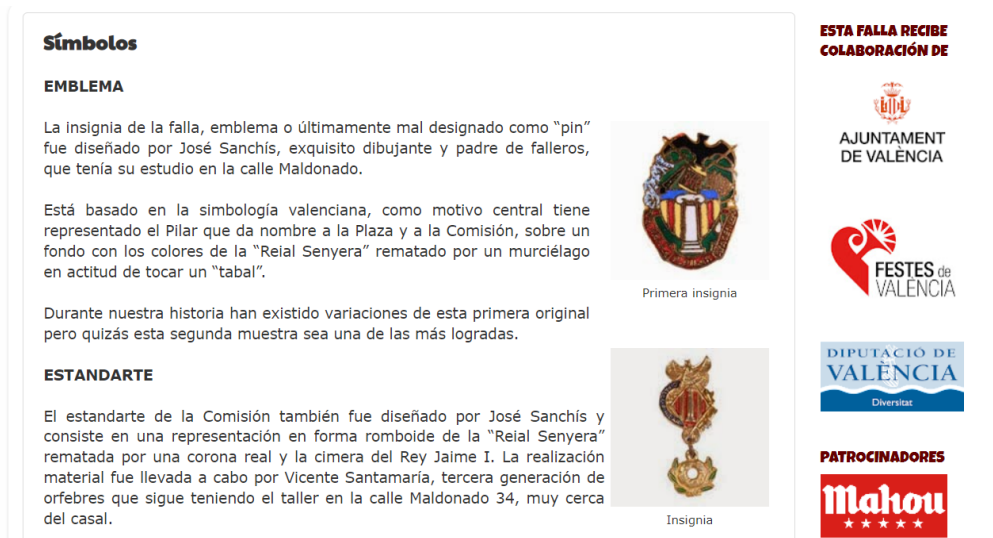 Símbolos
EMBLEMA
La insignia de la falla, emblema o últimamente mal designado como “pin”
fue diseñado por José Sanchís, exquisito dibujante y padre de falleros,
que tenía su estudio en la calle Maldonado.
Está basado en la simbología valenciana, como motivo central tiene
representado el Pilar que da nombre a la Plaza y a la Comisión, sobre un
fondo con los colores de la “Reial Senyera” rematado por un murciélago
en actitud de tocar un “tabal”.
Durante nuestra historia han existido variaciones de esta primera original
pero quizás esta segunda muestra sea una de las más logradas.
Primera insignia
ESTANDARTE
El estandarte de la Comisión también fue diseñado por José Sanchís y
consiste en una representación en forma romboide de la “Reial Senyera”
rematada por una corona real y la cimera del Rey Jaime I. La realización
material fue llevada a cabo por Vicente Santamaría, tercera generación de
orfebres que sigue teniendo el taller en la calle Maldonado 34, muy cerca
del casal.
Insignia
ESTA FALLA RECIBE
COLABORACIÓN DE
AJUNTAMENT
DE VALÈNCIA
FESTES de
VALÈNCIA
DIPUTACIÓ DE
VALÈNCIA
Diversitat
PATROCINADORES
Mahou